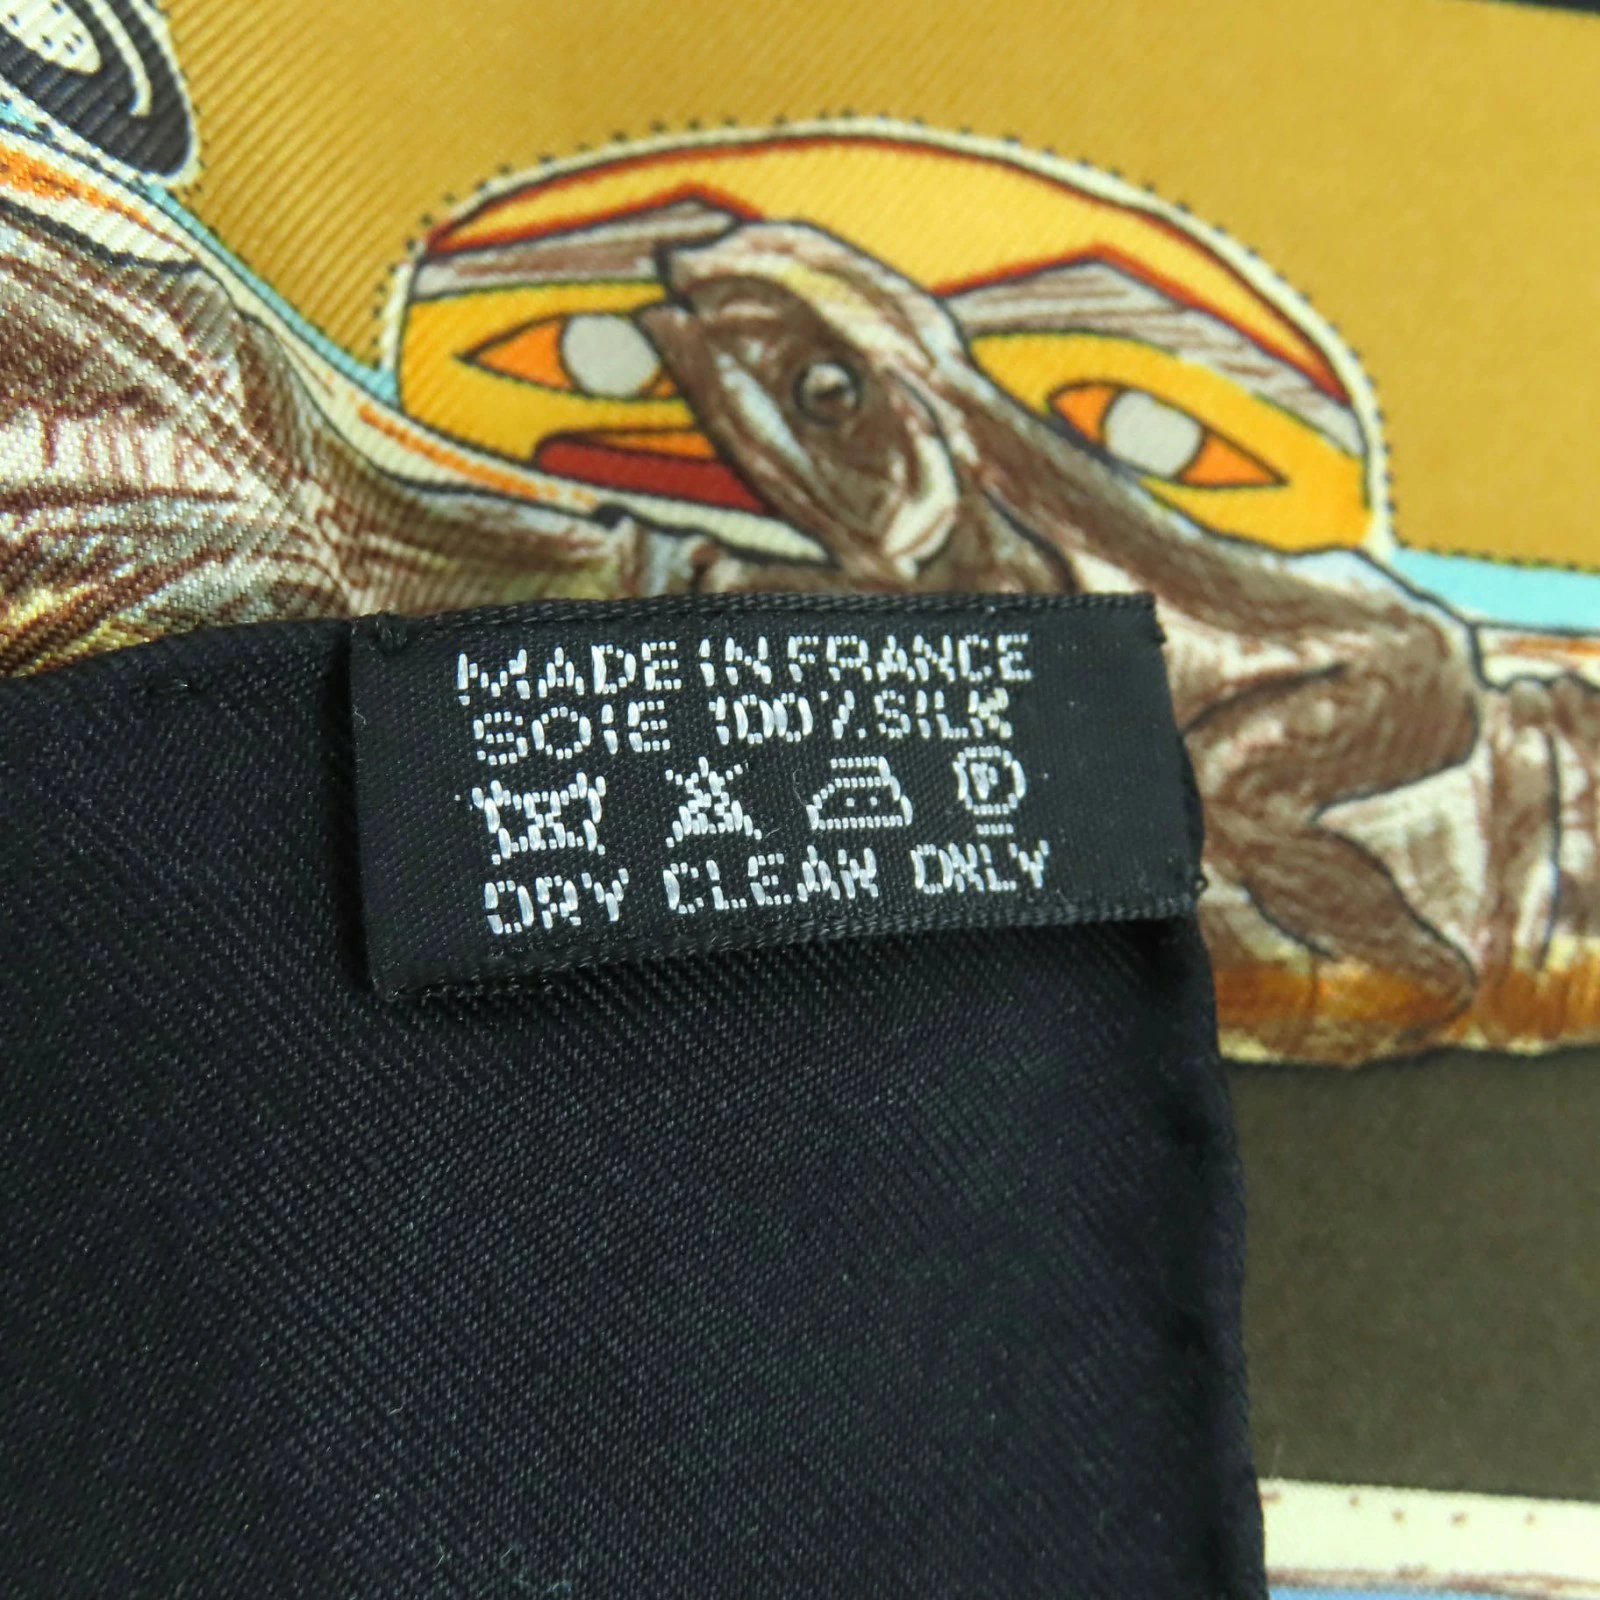 MADE IN FRANCE
SOIE 100% SILK
P
DRY CLEAN ONLY